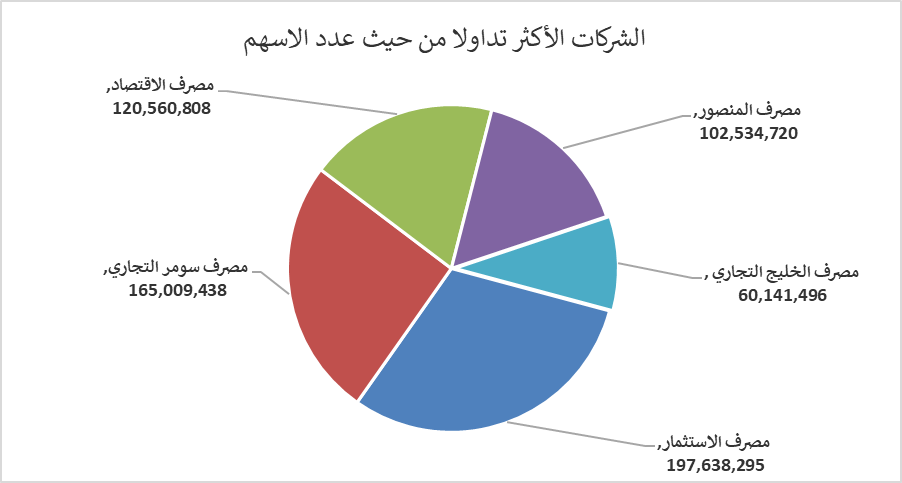 الشركات الأكثر تداولا من حيث عدد الاسهم
مصرف المنصور,
102,534,720
مصرف الخليج التجاري ,
60,141,496
مصرف الاستثمار,
197,638,295
مصرف سومر التجاري,
165,009,438
مصرف الاقتصاد,
120,560,808